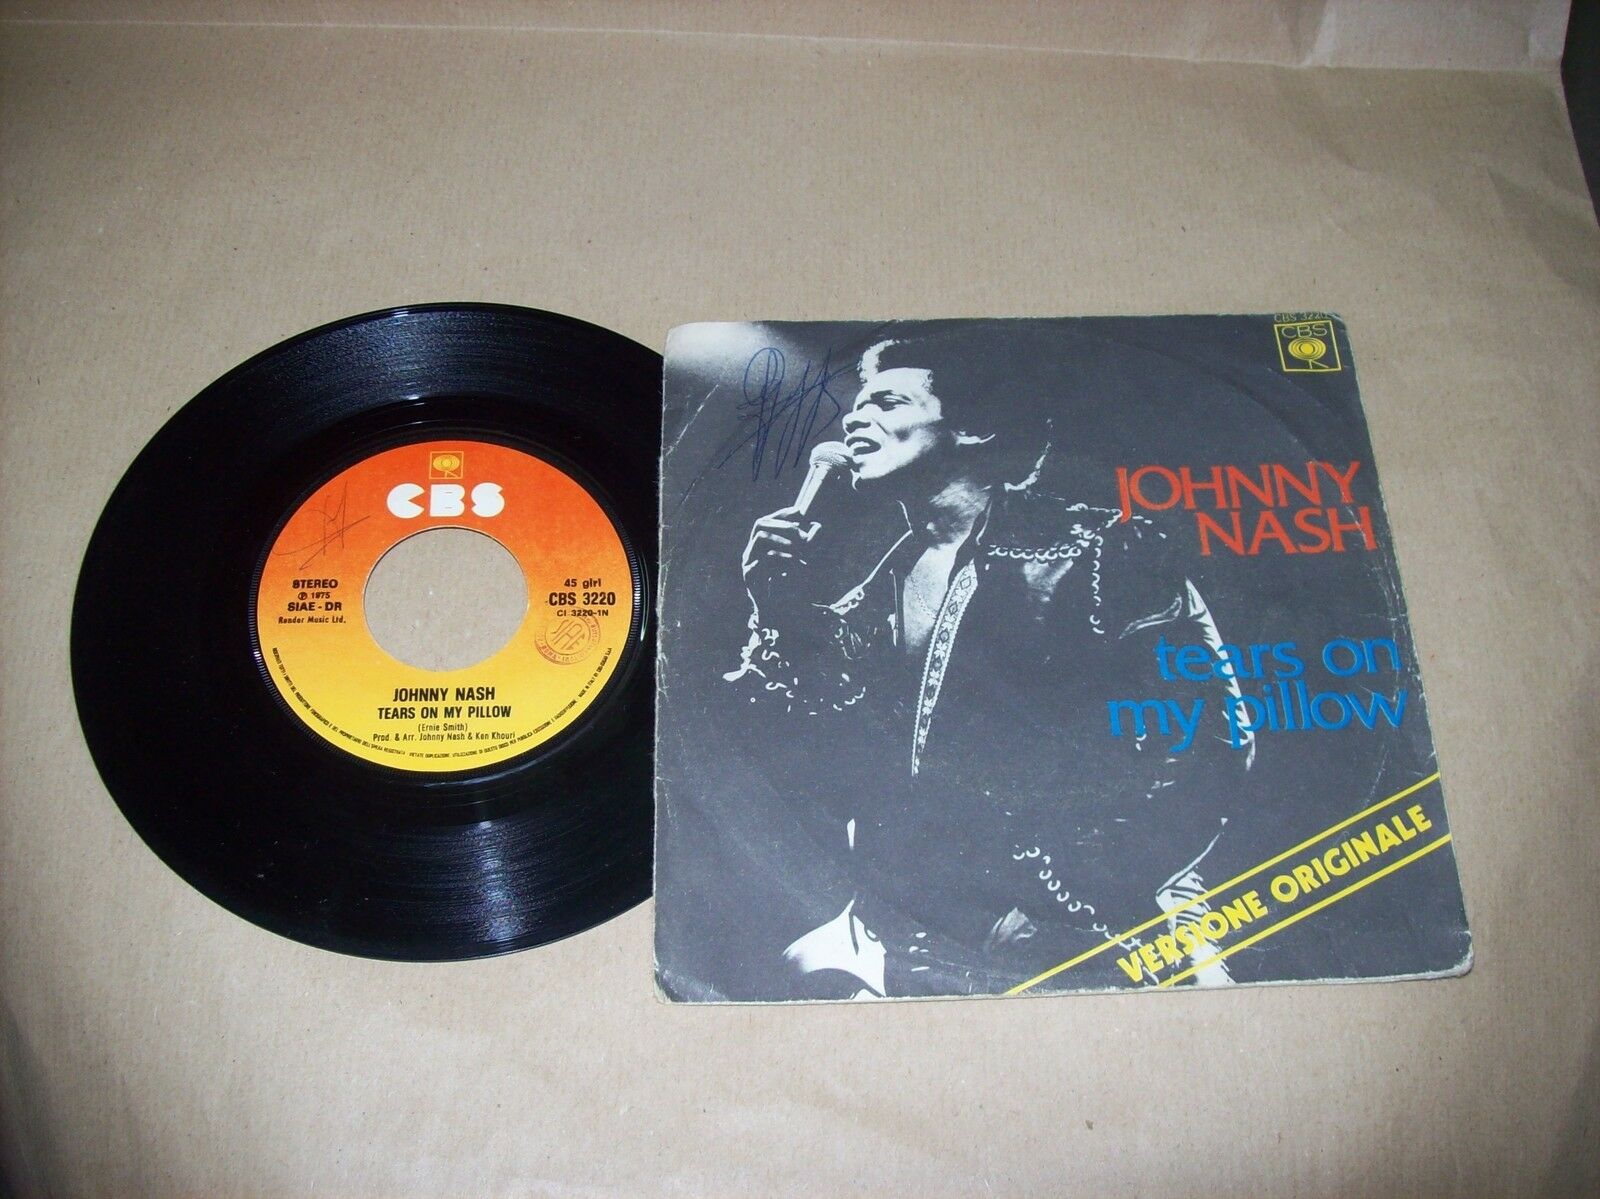 CBS
STEREO
℗ 1975
SIAE - DR
Render Music Ltd.
45 giri
CBS 3220
CI 3220-1N
SIAE
JOHNNY NASH
TEARS ON MY PILLOW
(Ernie Smith)
Prod. & Arr. Johnny Nash & Ken Khouri
CBS 3220
CBS
JOHNNY
NASH
tears on
my pillow
VERSIONE ORIGINALE